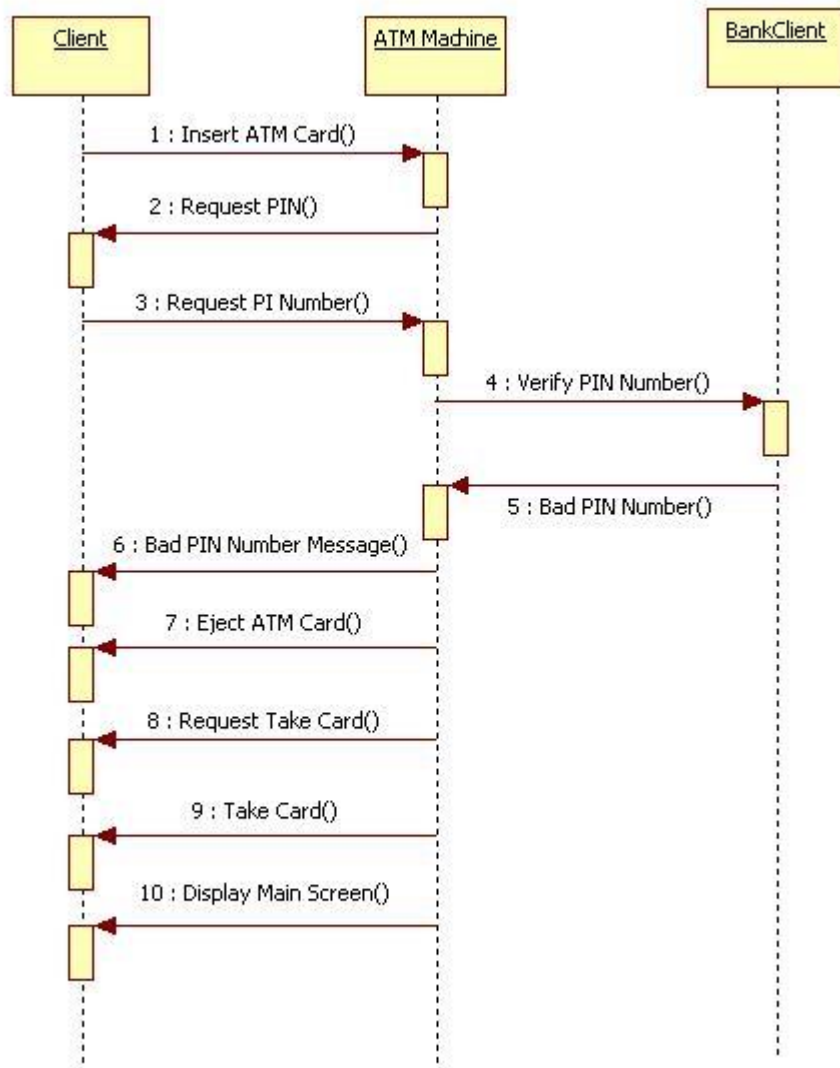 Client
ATM Machine
BankClient
1 : Insert ATM Card()
2 : Request PIN()
3 : Request PI Number()
4 : Verify PIN Number()
5 : Bad PIN Number()
6 : Bad PIN Number Message()
7 : Eject ATM Card()
8 : Request Take Card()
9 : Take Card()
10 : Display Main Screen()